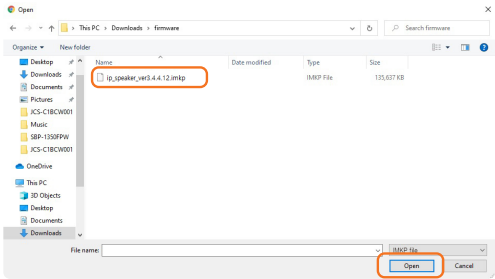 Open
This PC > Downloads > firmware
Search firmware
Organize
New folder
Name
Date modified
Type
Size
ip_speaker_ver3.4.4.12.imkp
IMKP File
135,637 KB
Desktop
Downloads
Documents
Pictures
JCS-C1BCW001
Music
SBP-1350FPW
JCS-C1BCW001
OneDrive
This PC
3D Objects
Desktop
Documents
Downloads
File name:
IMKP file
Open
Cancel